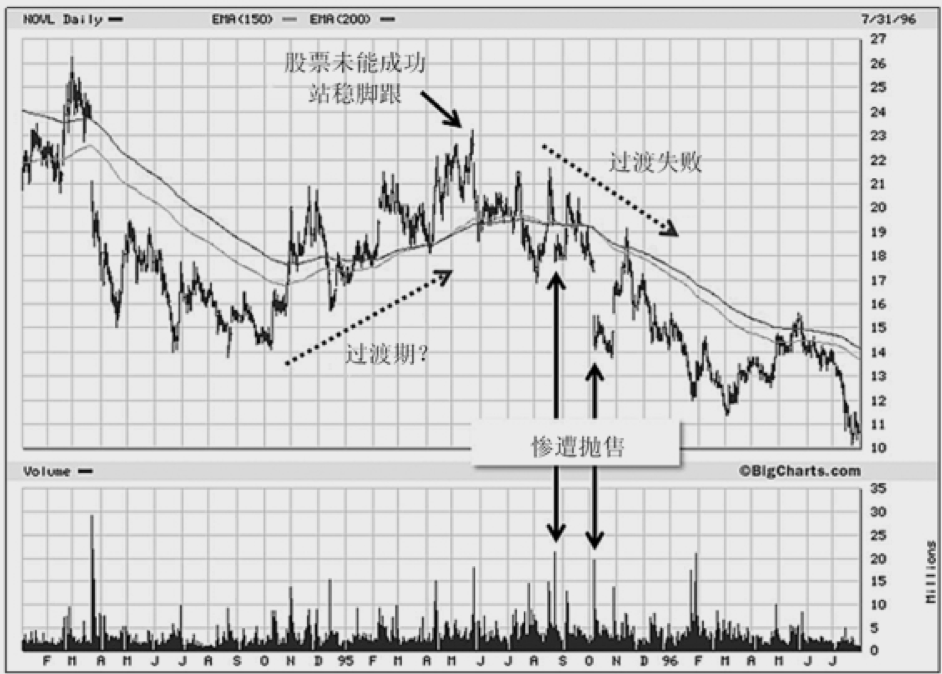 NOVL Daily EMA(150) EMA(200) 7/31/96
27
26
25
24
23
22
21
20
19
18
17
16
15
14
13
12
11
10
股票未能成功
站稳脚跟
过渡失败
过渡期?
惨遭抛售
Volume ©BigCharts.com
35
30
25
20
15
10
5
0
Millions
F M A M J J A S O N D 95 F M A M J J A S O N D 96 F M A M J J